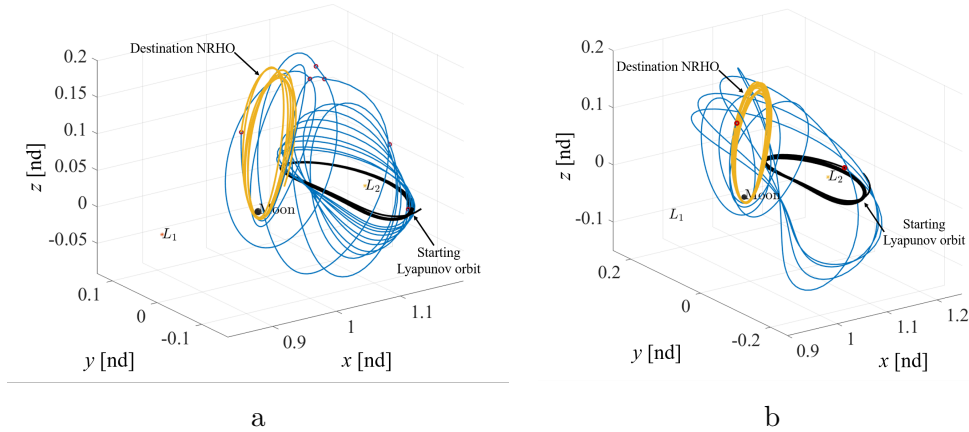 Destination NRHO
0.2
0.15
0.1
0.05
0
-0.05
z [nd]
L₂
Moon
L₁
Starting
Lyapunov orbit
0.1
0
-0.1
y [nd]
0.9
1
1.1
x [nd]
a
Destination NRHO
0.2
0.1
0
-0.1
z [nd]
L₂
Moon
L₁
Starting
Lyapunov orbit
0.2
0
-0.2
y [nd]
0.9
1
1.1
1.2
x [nd]
b